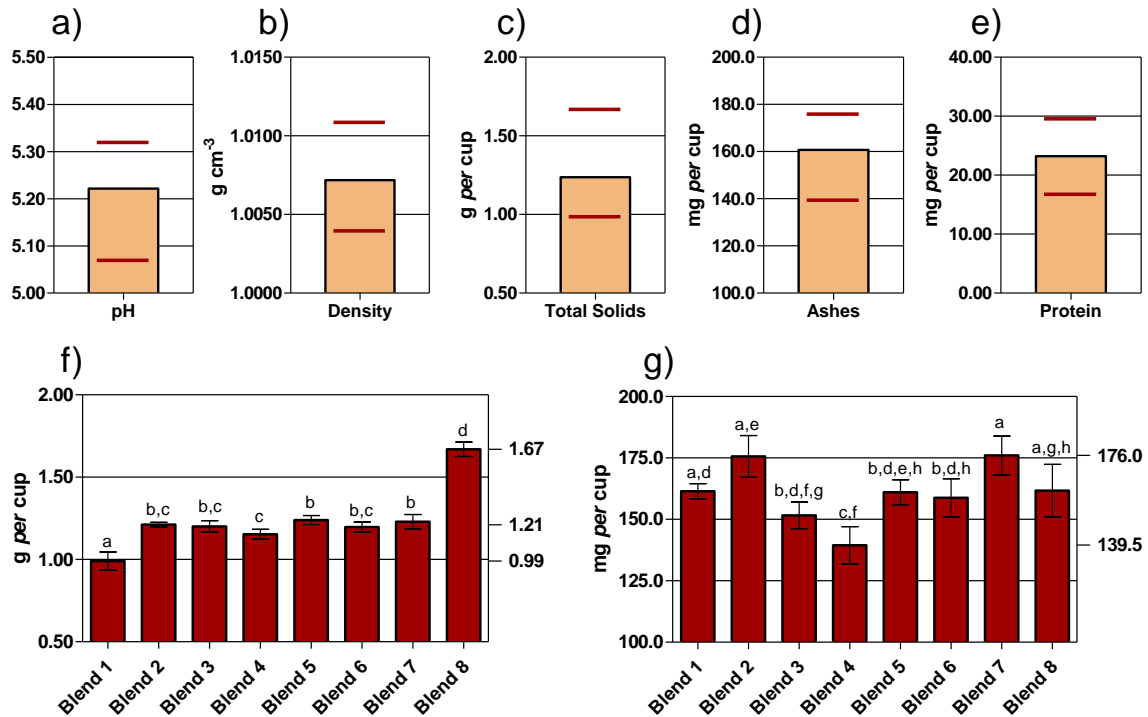 a)
5.50
5.40
5.30
5.20
5.10
5.00
pH
b)
g cm-3
1.0150
1.0100
1.0050
1.0000
Density
c)
g per cup
2.00
1.50
1.00
0.50
Total Solids
d)
mg per cup
200.0
180.0
160.0
140.0
120.0
100.0
Ashes
e)
mg per cup
40.00
30.00
20.00
10.00
0.00
Protein
f)
g per cup
2.00
1.50
1.00
0.50
a
b,c
b,c
c
b
b,c
b
d
1.67
1.21
0.99
Blend 1
Blend 2
Blend 3
Blend 4
Blend 5
Blend 6
Blend 7
Blend 8
g)
mg per cup
200.0
175.0
150.0
125.0
100.0
a,d
a,e
b,d,f,g
c,f
b,d,e,h
b,d,h
a
a,g,h
176.0
139.5
Blend 1
Blend 2
Blend 3
Blend 4
Blend 5
Blend 6
Blend 7
Blend 8